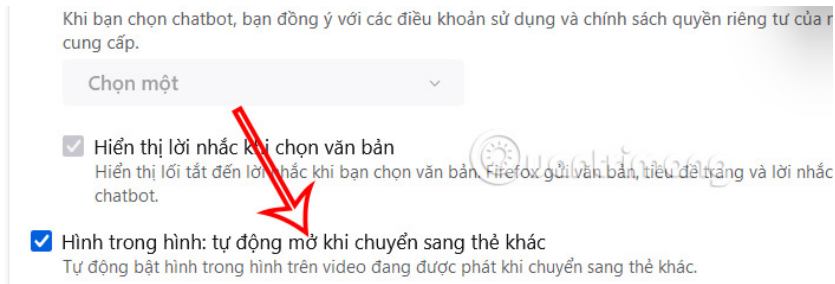 Khi bạn chọn chatbot, bạn đồng ý với các điều khoản sử dụng và chính sách quyền riêng tư của
cung cấp.
Chọn một
Hiển thị lời nhắc khi chọn văn bản
Hiển thị lối tắt đến lời nhắc khi bạn chọn văn bản. Firefox gửi văn bản, tiêu đề trang và lời nhắc
chatbot.
Hình trong hình: tự động mở khi chuyển sang thẻ khác
Tự động bật hình trong hình trên video đang được phát khi chuyển sang thẻ khác.
Quantrimang